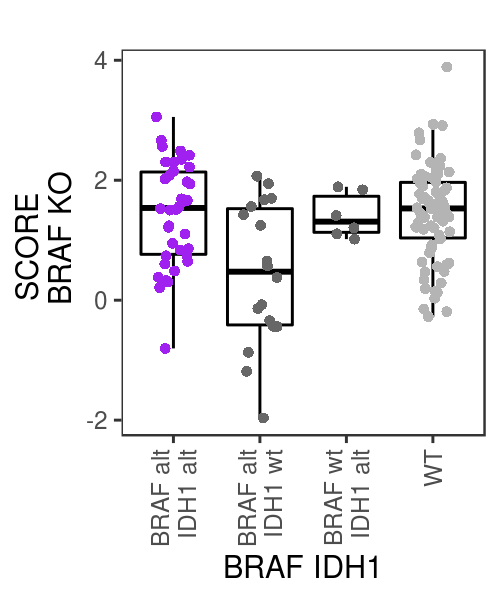 4
2
0
-2
SCORE
BRAF KO
BRAF alt
IDH1 alt
BRAF alt
IDH1 wt
BRAF wt
IDH1 alt
WT
BRAF IDH1